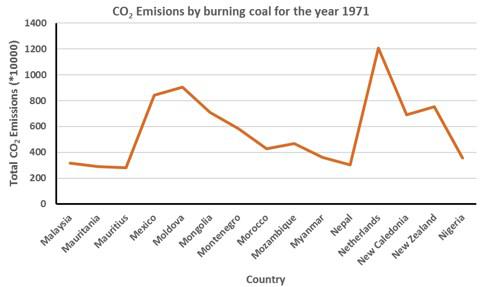 CO₂ Emisions by burning coal for the year 1971
Total CO₂ Emissions (*10000)
1400
1200
1000
800
600
400
200
0
Malaysia
Mauritania
Mauritius
Mexico
Moldova
Mongolia
Montenegro
Morocco
Mozambique
Myanmar
Nepal
Netherlands
New Caledonia
New Zealand
Nigeria
Country